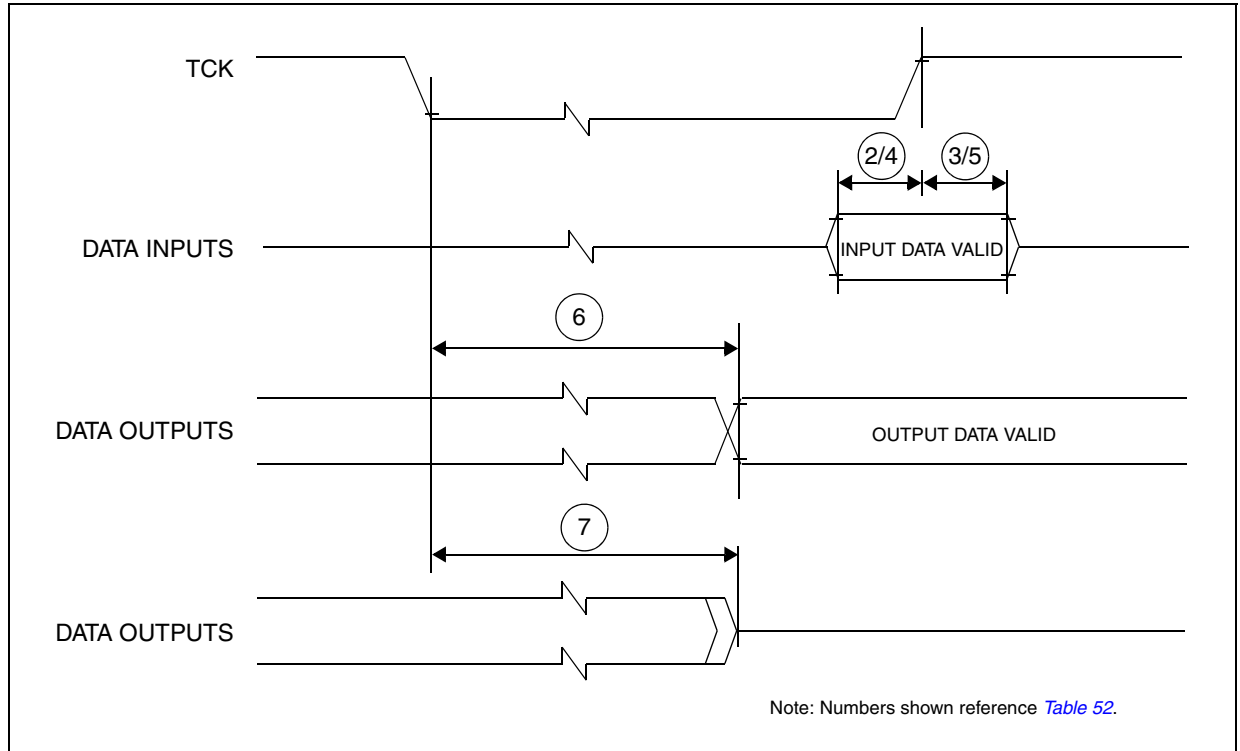 TCK
2/4
3/5
DATA INPUTS
INPUT DATA VALID
6
DATA OUTPUTS
OUTPUT DATA VALID
7
DATA OUTPUTS
Note: Numbers shown reference Table 52.